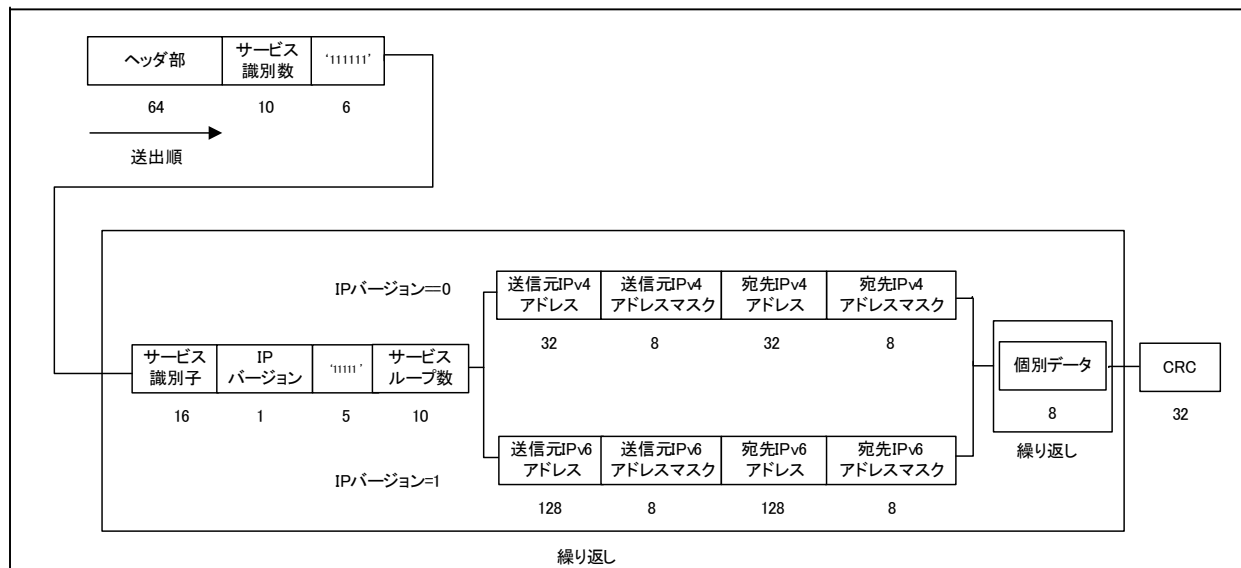 ヘッダ部
サービス
識別数
‘111111’
64
10
6
送出順
IPバージョン==0
送信元IPv4
アドレス
送信元IPv4
アドレスマスク
宛先IPv4
アドレス
宛先IPv4
アドレスマスク
32
8
32
8
サービス
識別子
IP
バージョン
‘11111’
サービス
ループ数
16
1
5
10
個別データ
8
繰り返し
CRC
32
IPバージョン=1
送信元IPv6
アドレス
送信元IPv6
アドレスマスク
宛先IPv6
アドレス
宛先IPv6
アドレスマスク
128
8
128
8
繰り返し